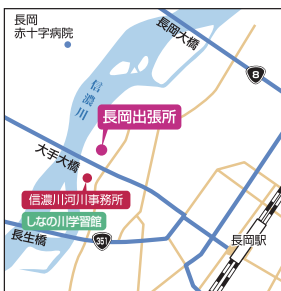 長岡
赤十字病院
長岡大橋
8
信濃川
長岡出張所
大手大橋
信濃川河川事務所
しなの川学習館
長生橋
351
長岡駅